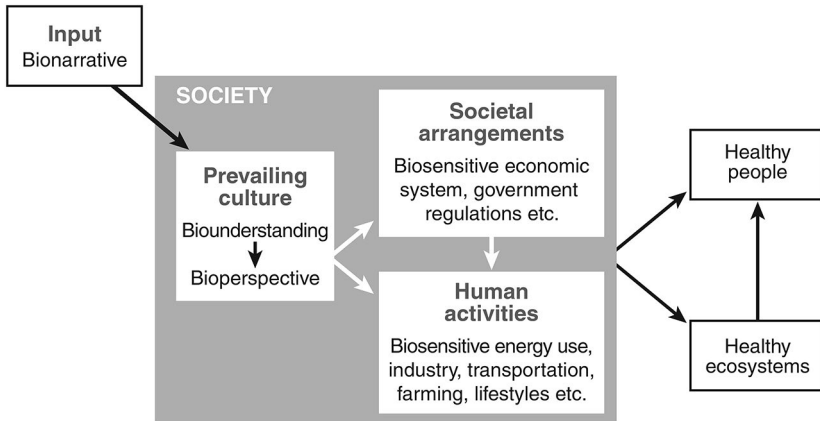 Input
Bionarrative
SOCIETY
Prevailing
culture
Biounderstanding
Bioperspective
Societal
arrangements
Biosensitive economic
system, government
regulations etc.
Human
activities
Biosensitive energy use,
industry, transportation,
farming, lifestyles etc.
Healthy
people
Healthy
ecosystems